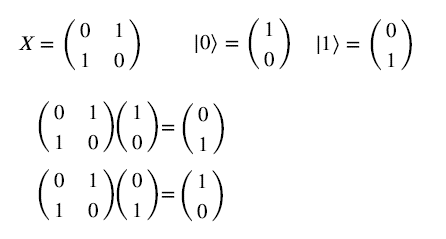 X = (0 1; 1 0) |0⟩ = (1; 0) |1⟩ = (0; 1)
(0 1; 1 0)(1; 0) = (0; 1)
(0 1; 1 0)(0; 1) = (1; 0)